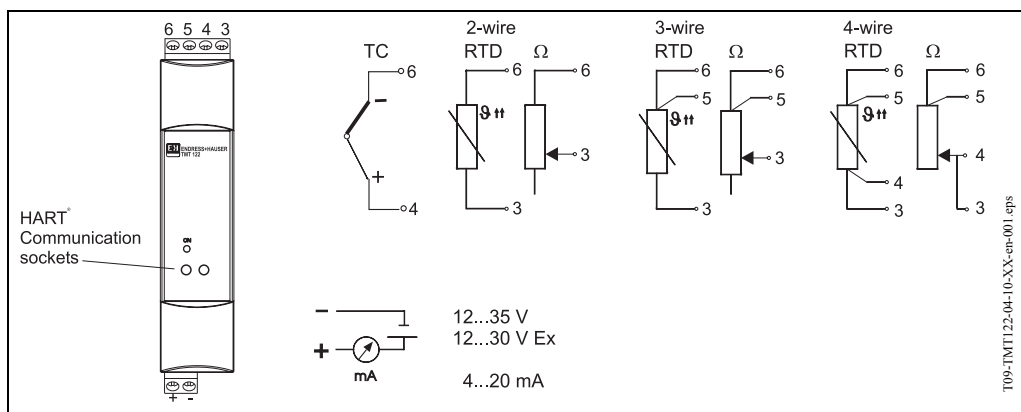 6 5 4 3
ENDRESS+HAUSER
TMT 122
ON
HART®
Communication
sockets
+ -
TC
- 6
+ 4
2-wire
RTD Ω
6 6
ϑ
3
3
3-wire
RTD Ω
6 6
5 5
ϑ
3
3
4-wire
RTD Ω
6 6
5 5
ϑ
4 4
3 3
-
+
mA
12...35 V
12...30 V Ex
4...20 mA
T09-TMT122-04-10-XX-en-001.eps